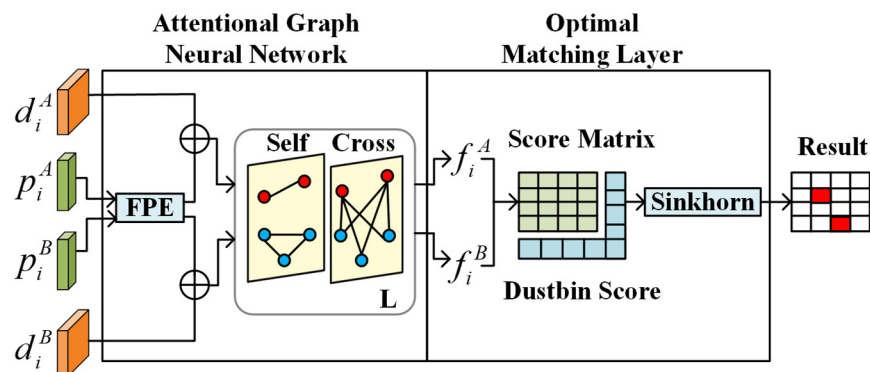 Attentional Graph
Neural Network
Optimal
Matching Layer
d_i^A
p_i^A
FPE
p_i^B
d_i^B
Self
Cross
L
f_i^A
f_i^B
Score Matrix
Dustbin Score
Sinkhorn
Result